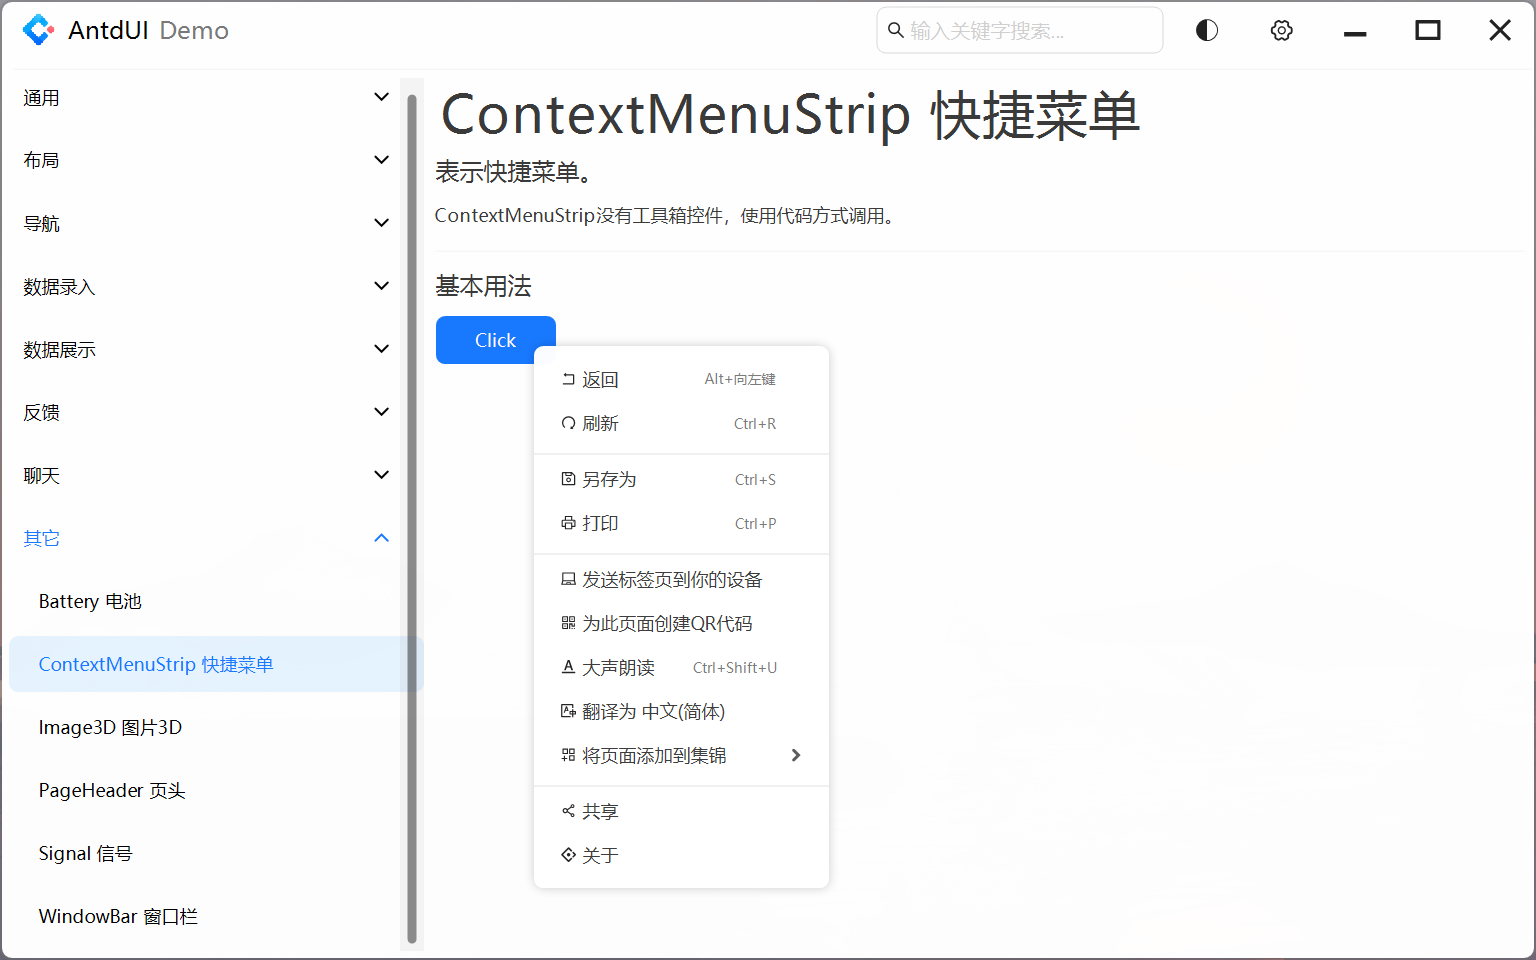 AntdUI Demo
输入关键字搜索...
通用
布局
导航
数据录入
数据展示
反馈
聊天
其它
Battery 电池
ContextMenuStrip 快捷菜单
Image3D 图片3D
PageHeader 页头
Signal 信号
WindowBar 窗口栏
ContextMenuStrip 快捷菜单
表示快捷菜单。
ContextMenuStrip没有工具箱控件，使用代码方式调用。
基本用法
Click
返回 Alt+向左键
刷新 Ctrl+R
另存为 Ctrl+S
打印 Ctrl+P
发送标签页到你的设备
为此页面创建QR代码
大声朗读 Ctrl+Shift+U
翻译为 中文(简体)
将页面添加到集锦
共享
关于